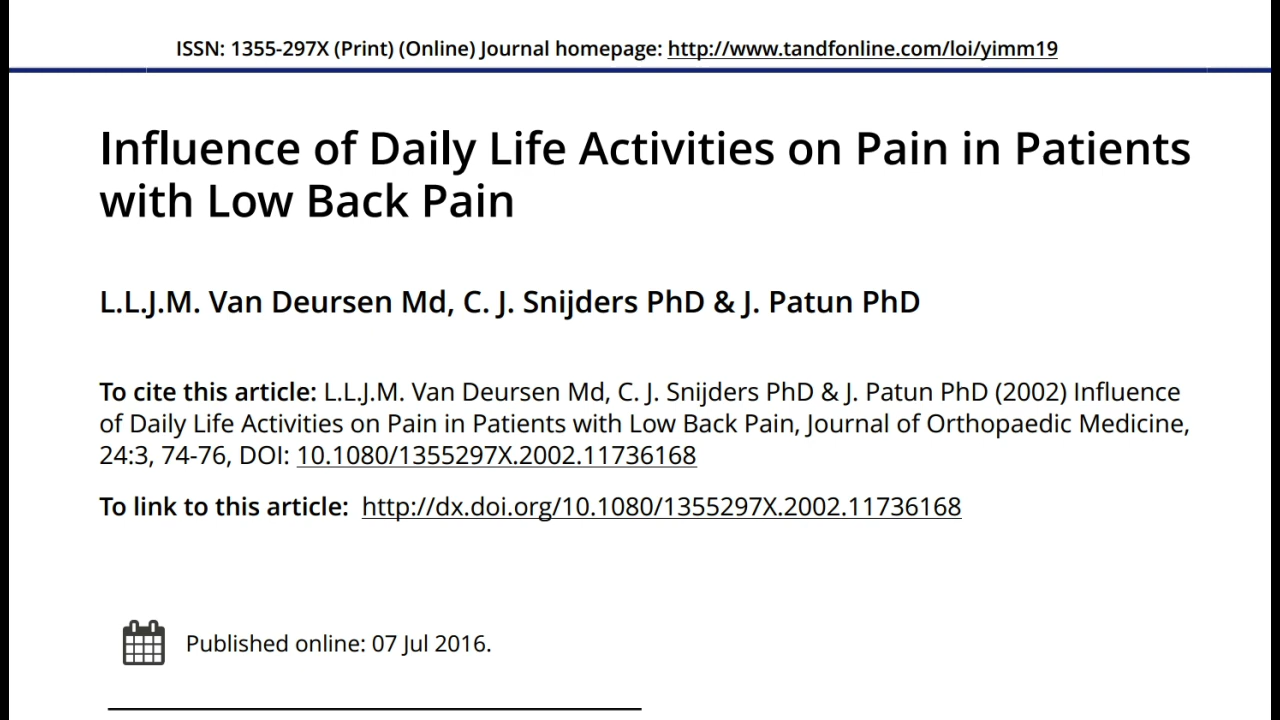 ISSN: 1355-297X (Print) (Online) Journal homepage: http://www.tandfonline.com/loi/yimm19
Influence of Daily Life Activities on Pain in Patients
with Low Back Pain
L.L.J.M. Van Deursen Md, C. J. Snijders PhD & J. Patun PhD
To cite this article: L.L.J.M. Van Deursen Md, C. J. Snijders PhD & J. Patun PhD (2002) Influence
of Daily Life Activities on Pain in Patients with Low Back Pain, Journal of Orthopaedic Medicine,
24:3, 74-76, DOI: 10.1080/1355297X.2002.11736168
To link to this article: http://dx.doi.org/10.1080/1355297X.2002.11736168
Published online: 07 Jul 2016.